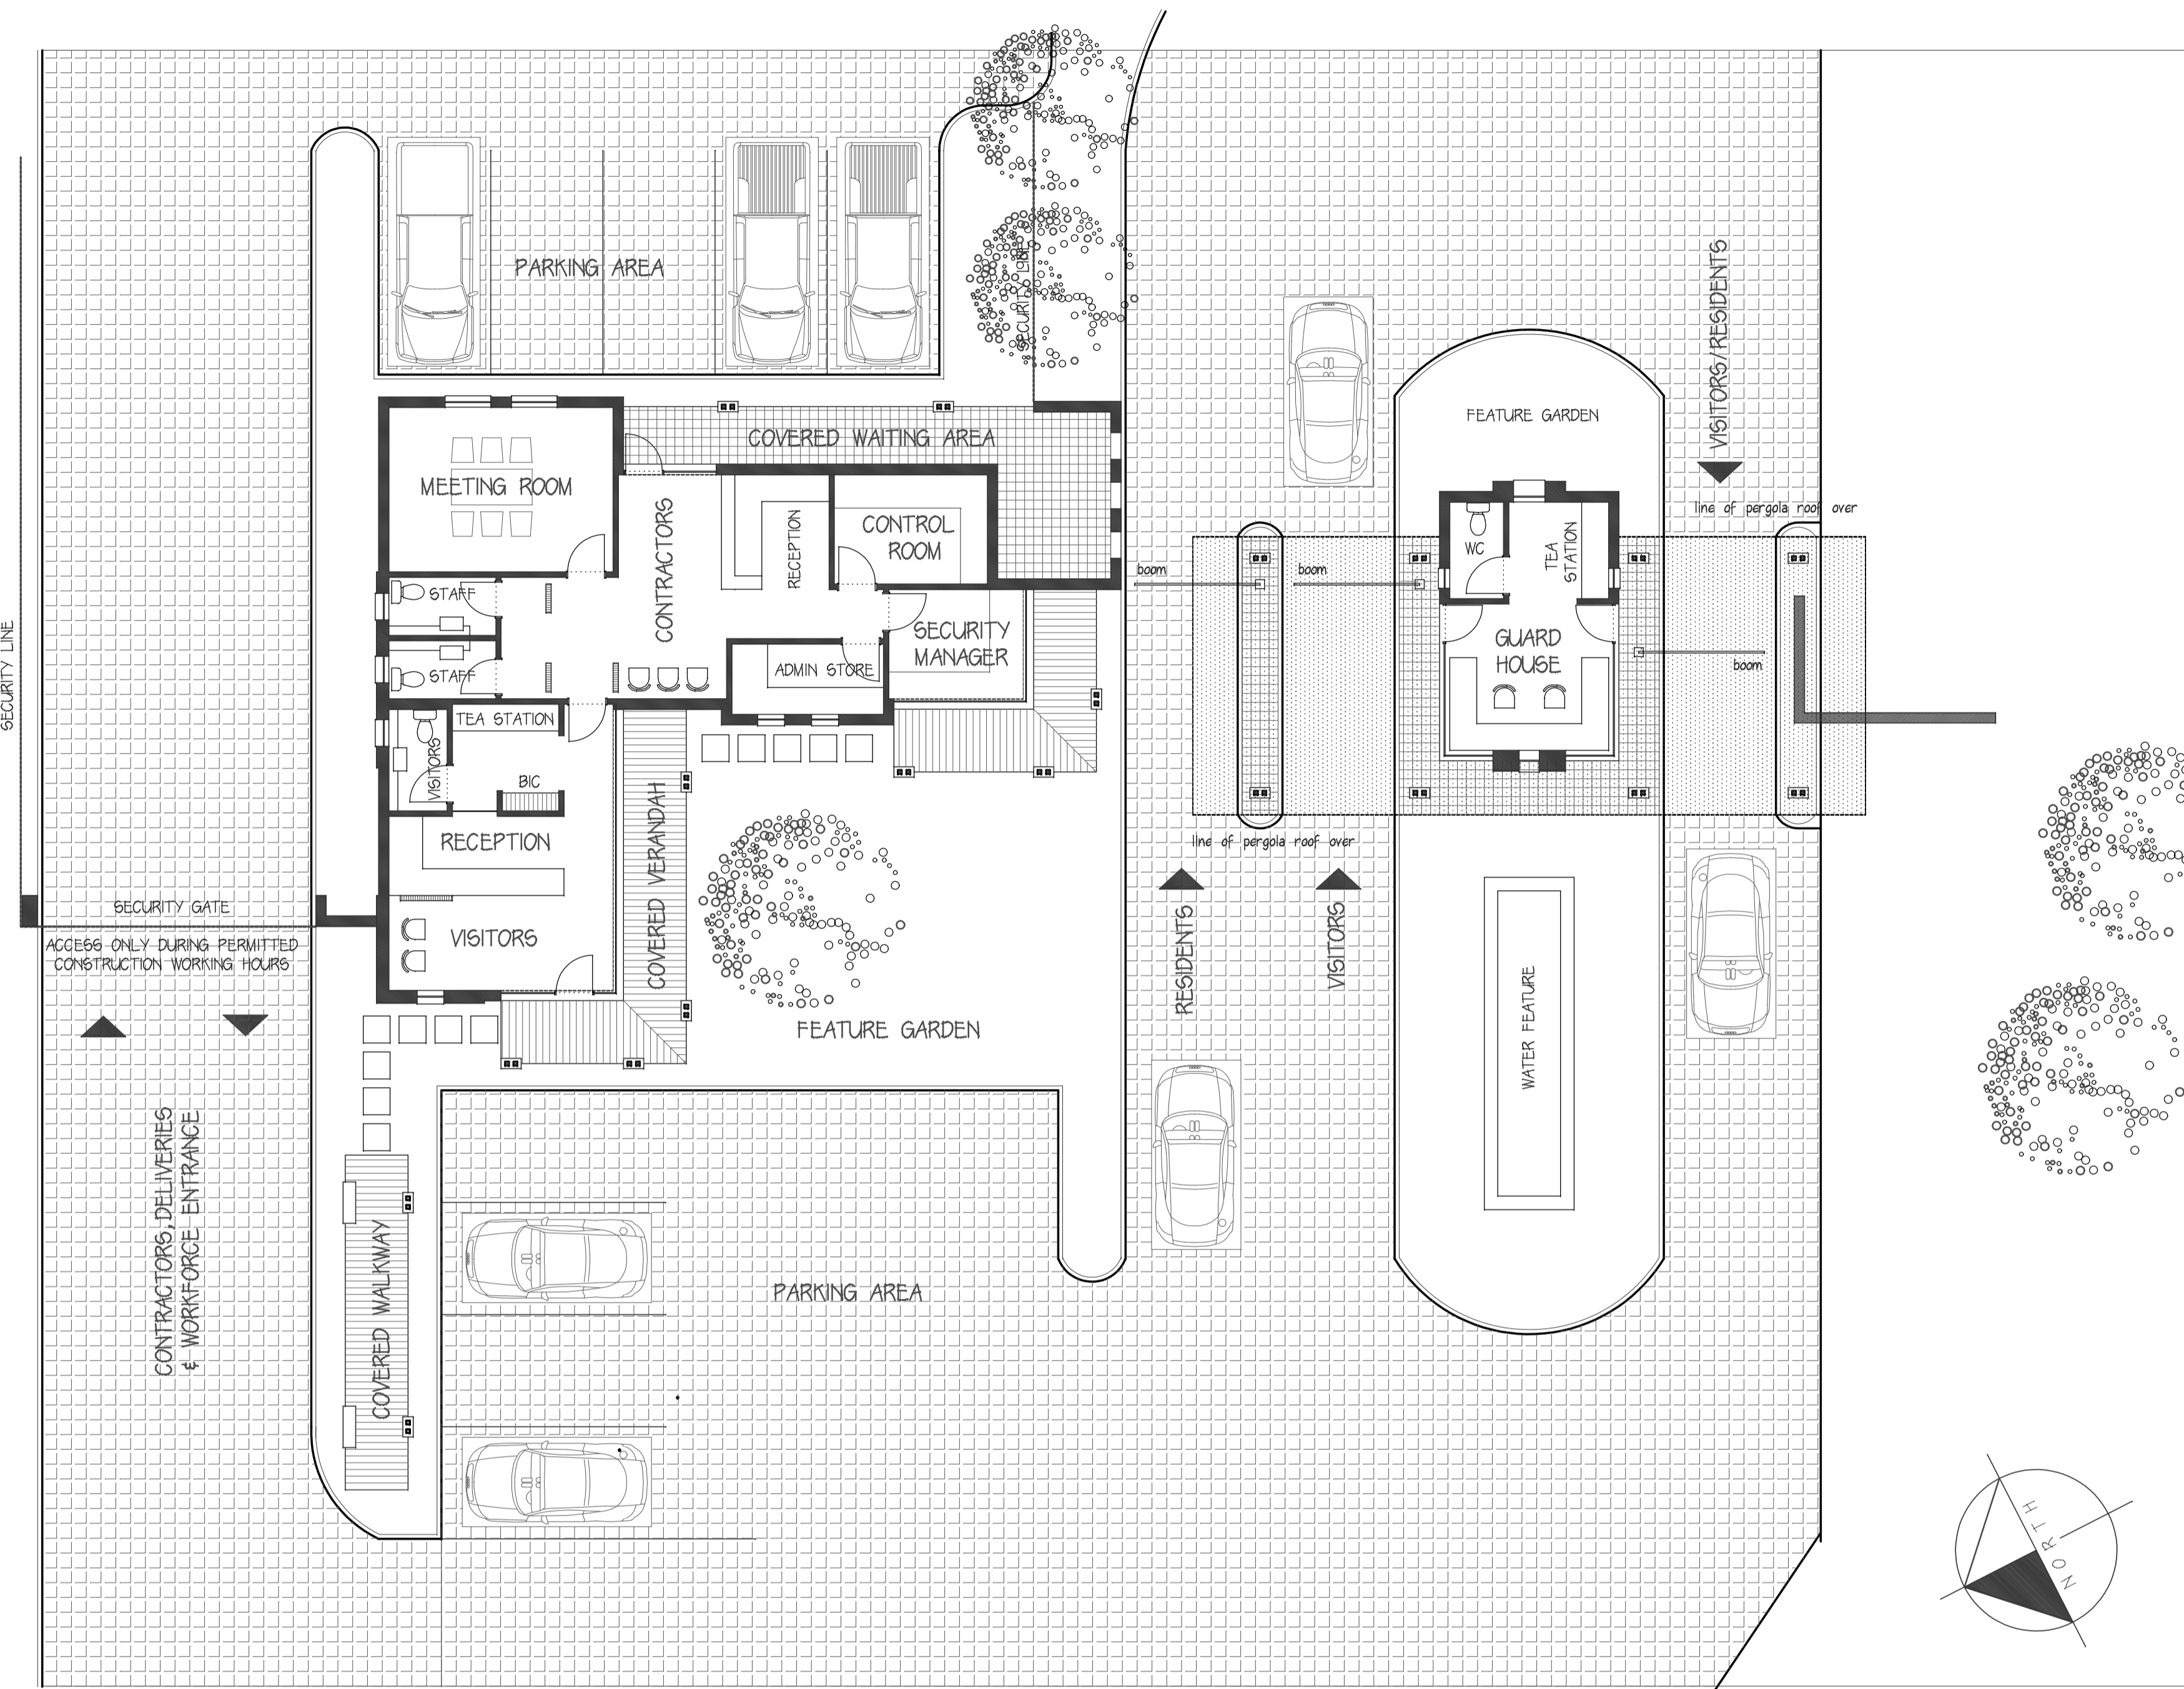 PARKING AREA
SECURITY LINE
VISITORS/RESIDENTS
FEATURE GARDEN
COVERED WAITING AREA
MEETING ROOM
CONTRACTORS
RECEPTION
CONTROL
ROOM
line of pergola roof over
WC
TEA
STATION
boom
boom
STAFF
SECURITY
MANAGER
GUARD
HOUSE
boom
ADMIN STORE
STAFF
SECURITY LINE
TEA STATION
VISITORS
BIC
RECEPTION
COVERED VERANDAH
line of pergola roof over
SECURITY GATE
ACCESS ONLY DURING PERMITTED
CONSTRUCTION WORKING HOURS
VISITORS
RESIDENTS
VISITORS
FEATURE GARDEN
WATER FEATURE
CONTRACTORS, DELIVERIES
& WORKFORCE ENTRANCE
COVERED WALKWAY
PARKING AREA
NORTH